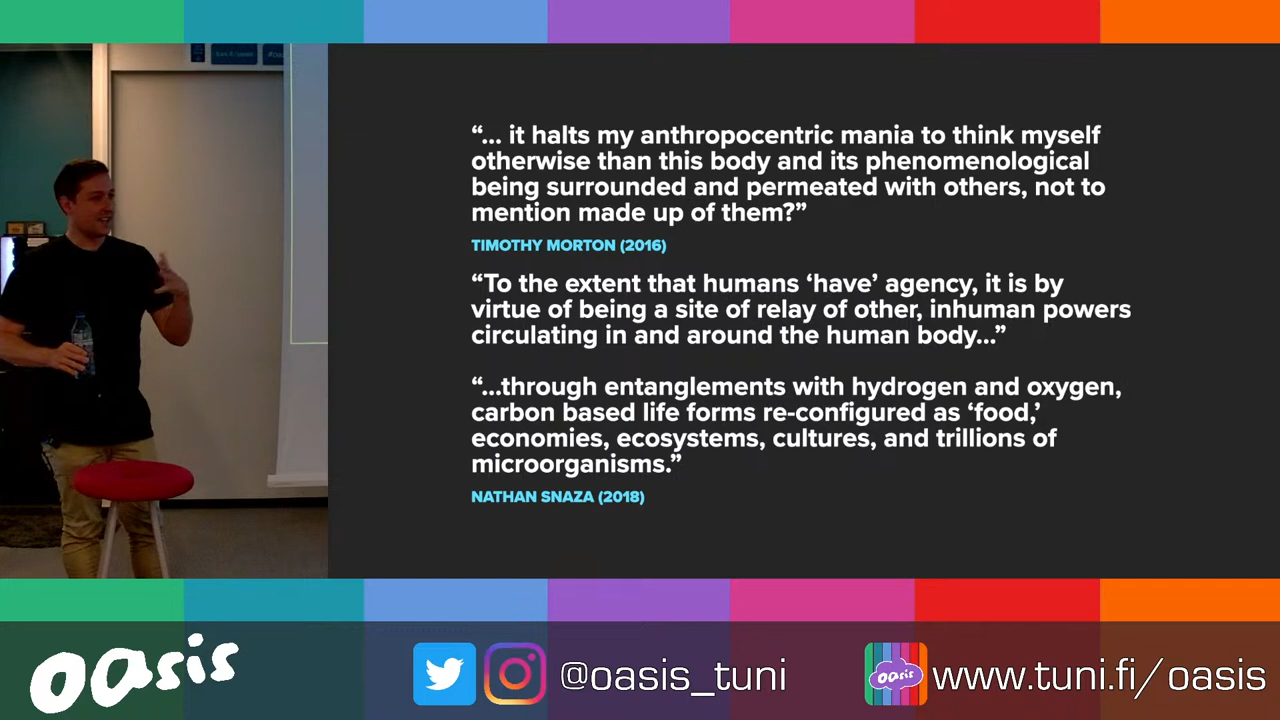 “... it halts my anthropocentric mania to think myself
otherwise than this body and its phenomenological
being surrounded and permeated with others, not to
mention made up of them?”
TIMOTHY MORTON (2016)
“To the extent that humans ‘have’ agency, it is by
virtue of being a site of relay of other, inhuman powers
circulating in and around the human body...”
“...through entanglements with hydrogen and oxygen,
carbon based life forms re-configured as ‘food,’
economies, ecosystems, cultures, and trillions of
microorganisms.”
NATHAN SNAZA (2018)
oasis
@oasis_tuni
oasis
www.tuni.fi/oasis